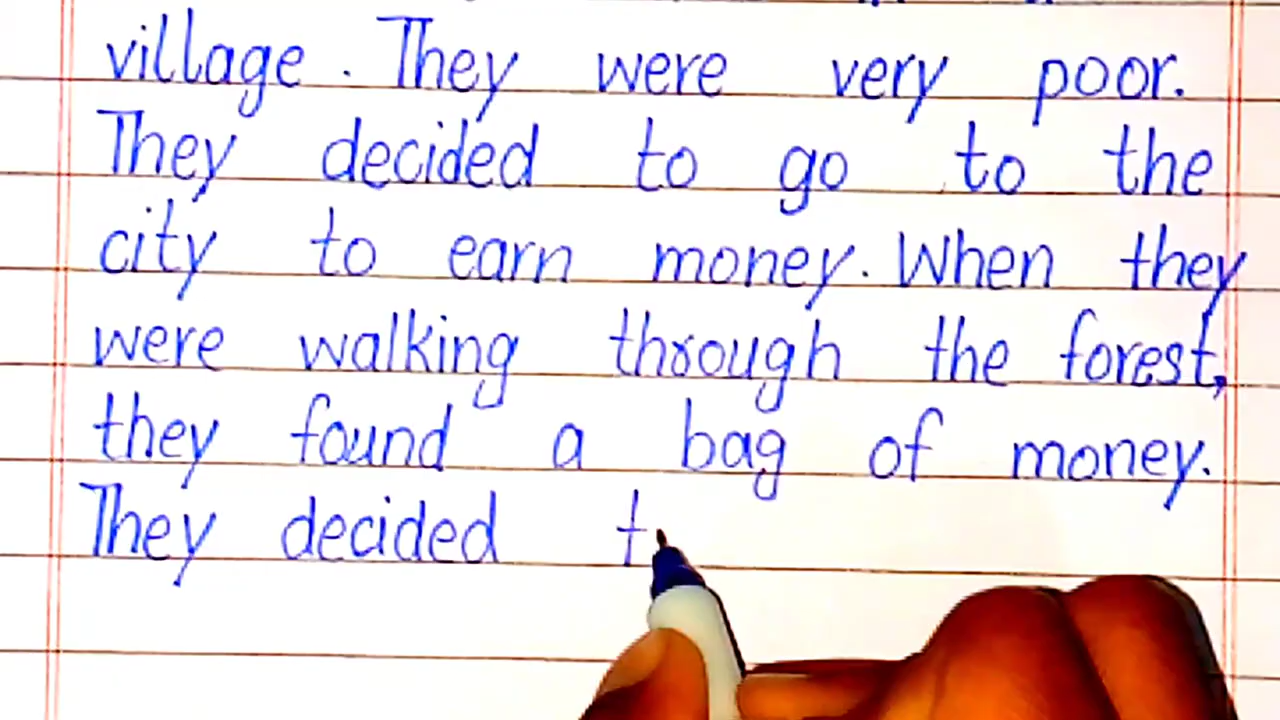 village. They were very poor.
They decided to go to the
city to earn money. When they
were walking through the forest,
they found a bag of money.
They decided t